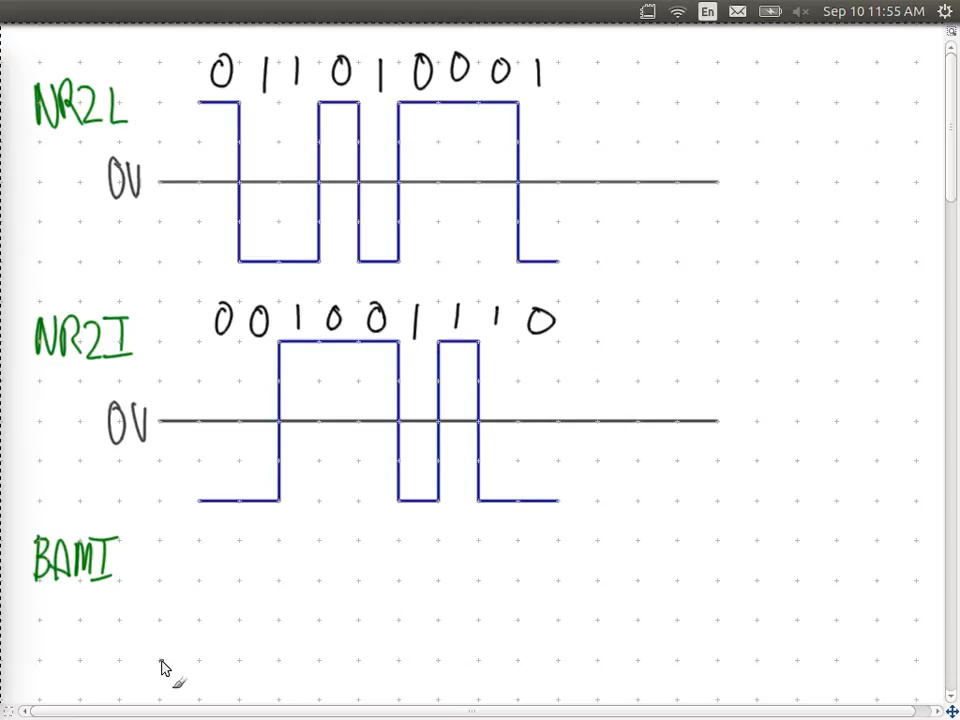 En Sep 10 11:55 AM
0 1 1 0 1 0 0 0 1
NRZL
0V
0 0 1 0 0 1 1 1 0
NRZI
0V
BAMI